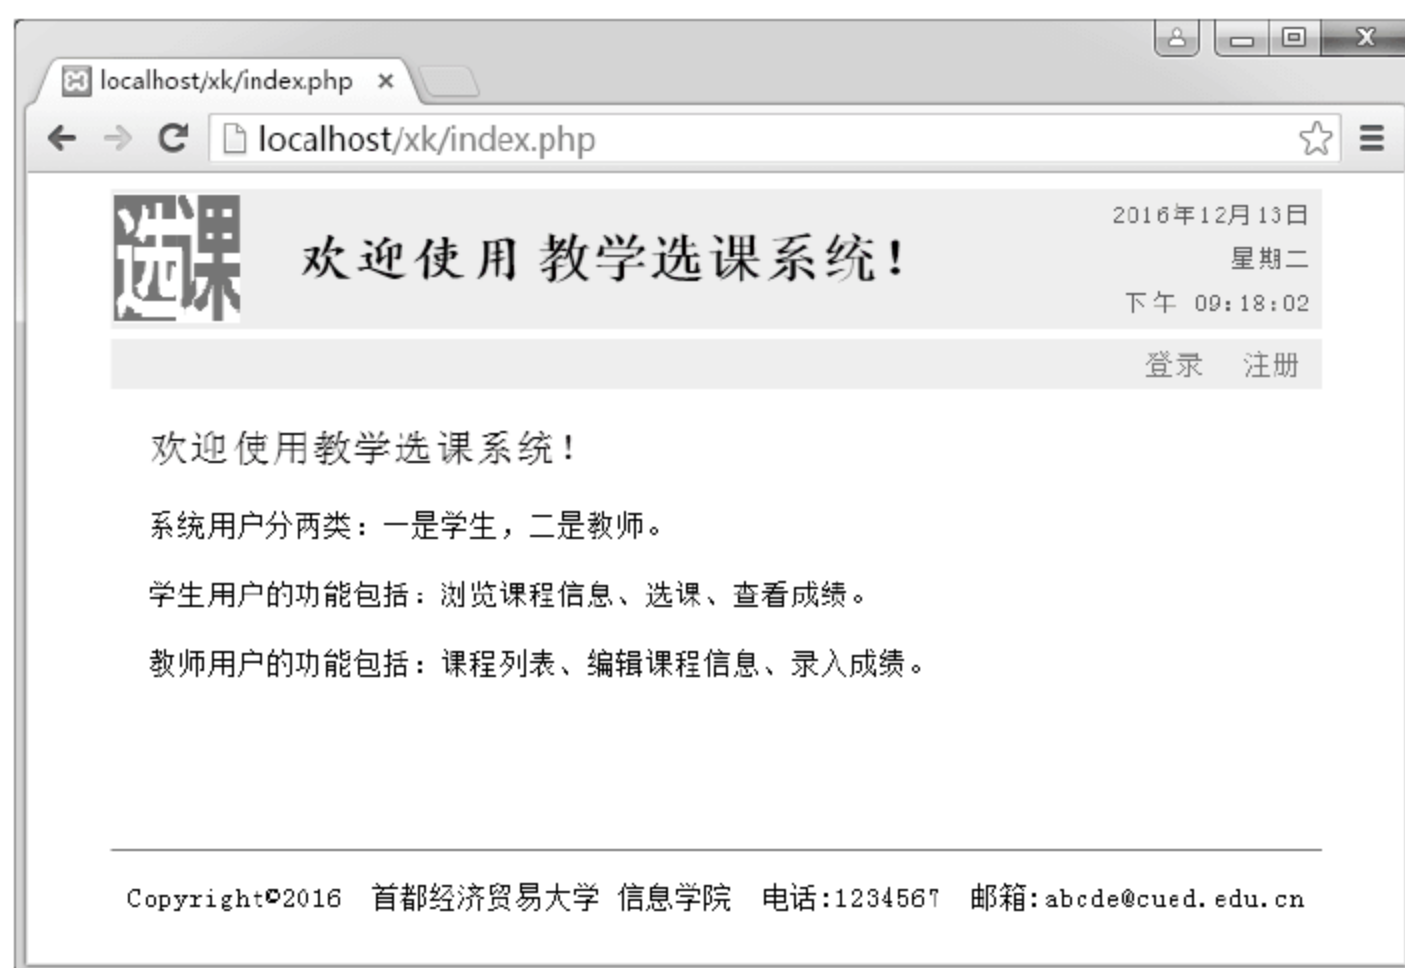 localhost/xk/index.php
localhost/xk/index.php
选课
欢迎使用 教学选课系统!
2016年12月13日
星期二
下午 09:18:02
登录 注册
欢迎使用教学选课系统!
系统用户分两类:一是学生,二是教师。
学生用户的功能包括:浏览课程信息、选课、查看成绩。
教师用户的功能包括:课程列表、编辑课程信息、录入成绩。
Copyright©2016 首都经济贸易大学 信息学院 电话:1234567 邮箱:abcde@cued.edu.cn